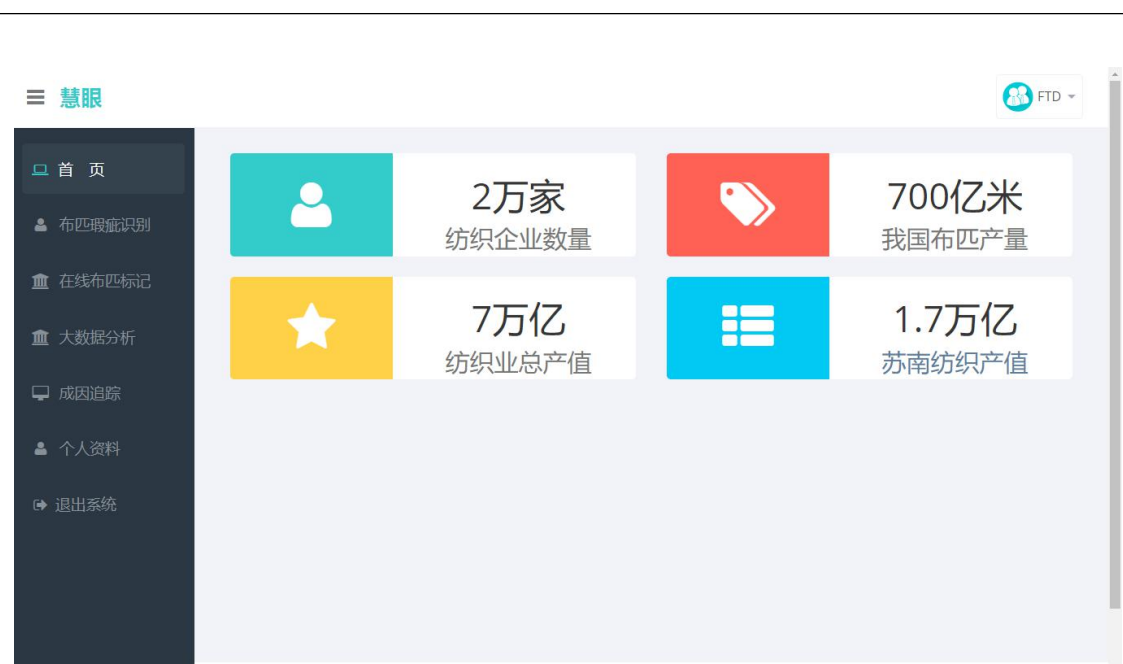 慧眼
FTD
首 页
布匹瑕疵识别
在线布匹标记
大数据分析
成因追踪
个人资料
退出系统
2万家
纺织企业数量
700亿米
我国布匹产量
7万亿
纺织业总产值
1.7万亿
苏南纺织产值